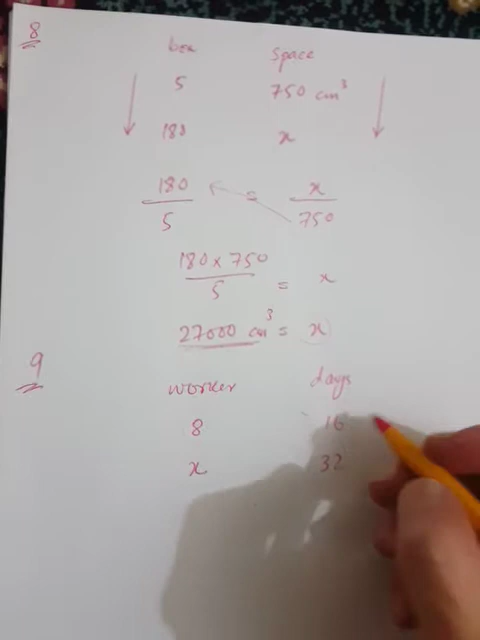 8
box space
5 750 cm³
180 x
180/5 = x/750
180 x 750/5 = x
27000 cm³ = x
9
worker days
8 16
x 32